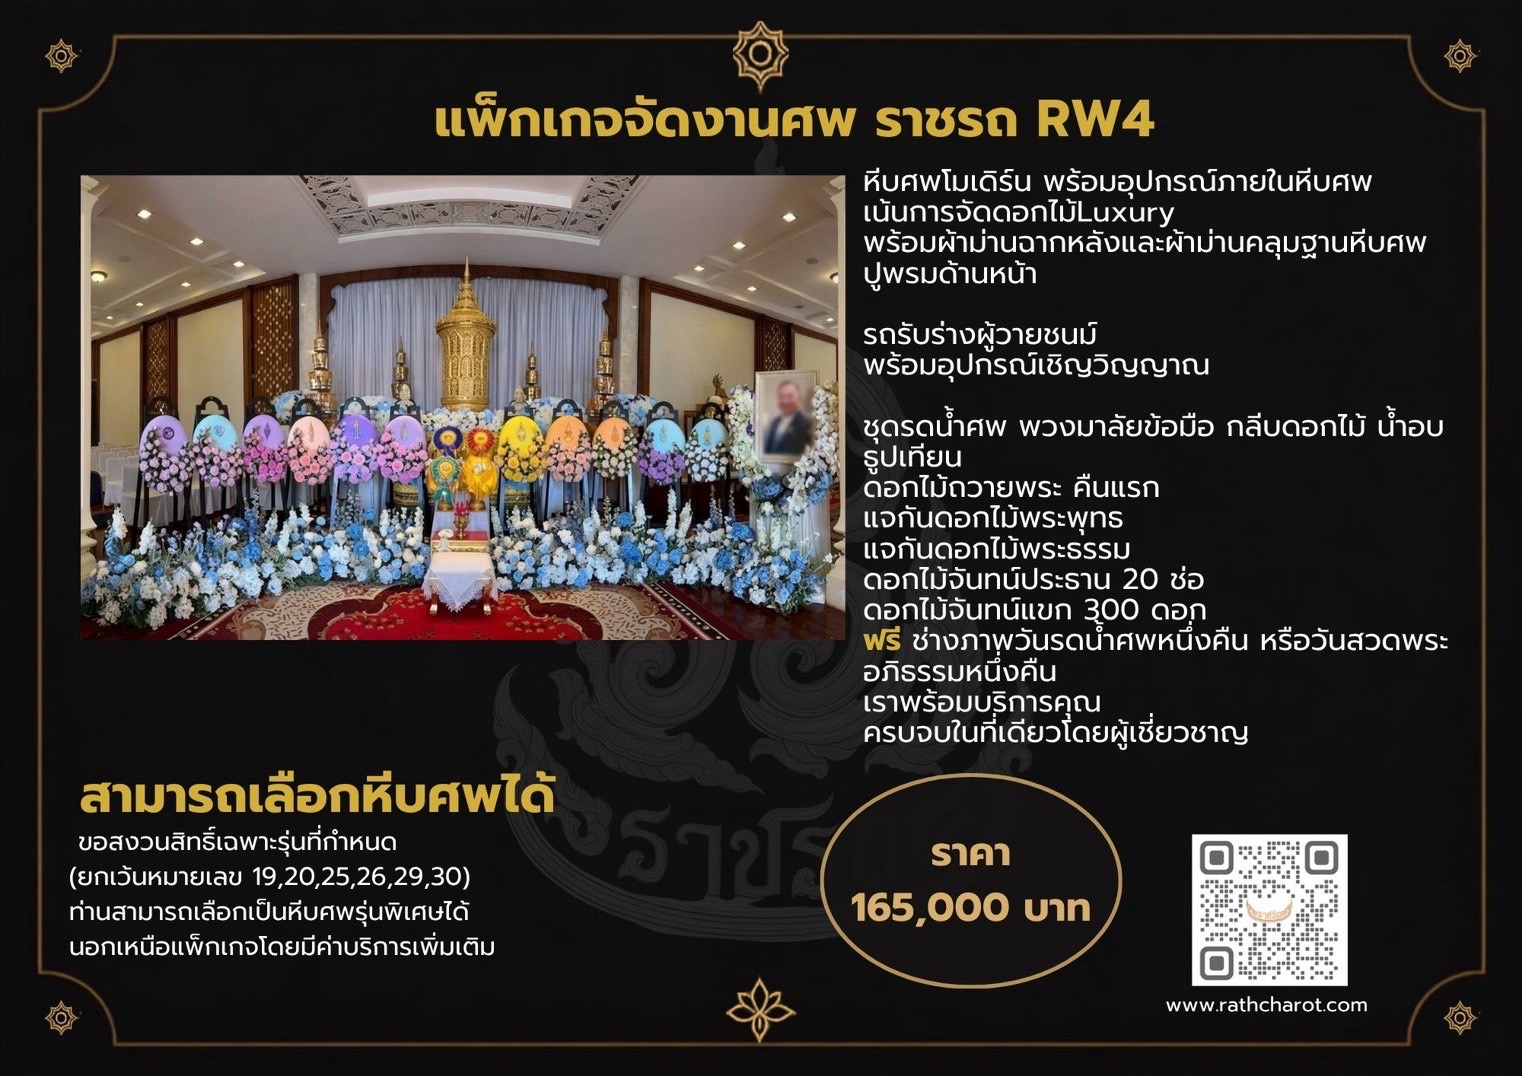 แพ็กเกจจัดงานศพ ราชรถ RW4
หีบศพโมเดิร์น พร้อมอุปกรณ์ภายในหีบศพ
เน้นการจัดดอกไม้Luxury
พร้อมผ้าม่านฉากหลังและผ้าม่านคลุมฐานหีบศพ
ปูพรมด้านหน้า
รถรับร่างผู้วายชนม์
พร้อมอุปกรณ์เชิญวิญญาณ
ชุดรดน้ำศพ พวงมาลัยข้อมือ กลีบดอกไม้ น้ำอบ
ธูปเทียน
ดอกไม้ถวายพระ คืนแรก
แจกันดอกไม้พระพุทธ
แจกันดอกไม้พระธรรม
ดอกไม้จันทน์ประธาน 20 ช่อ
ดอกไม้จันทน์แขก 300 ดอก
ฟรี ช่างภาพวันรดน้ำศพหนึ่งคืน หรือวันสวดพระ
อภิธรรมหนึ่งคืน
เราพร้อมบริการคุณ
ครบจบในที่เดียวโดยผู้เชี่ยวชาญ
สามารถเลือกหีบศพได้
ขอสงวนสิทธิ์เฉพาะรุ่นที่กำหนด
(ยกเว้นหมายเลข 19,20,25,26,29,30)
ท่านสามารถเลือกเป็นหีบศพรุ่นพิเศษได้
นอกเหนือแพ็กเกจโดยมีค่าบริการเพิ่มเติม
ราชรถ
ราคา
165,000 บาท
www.rathcharot.com